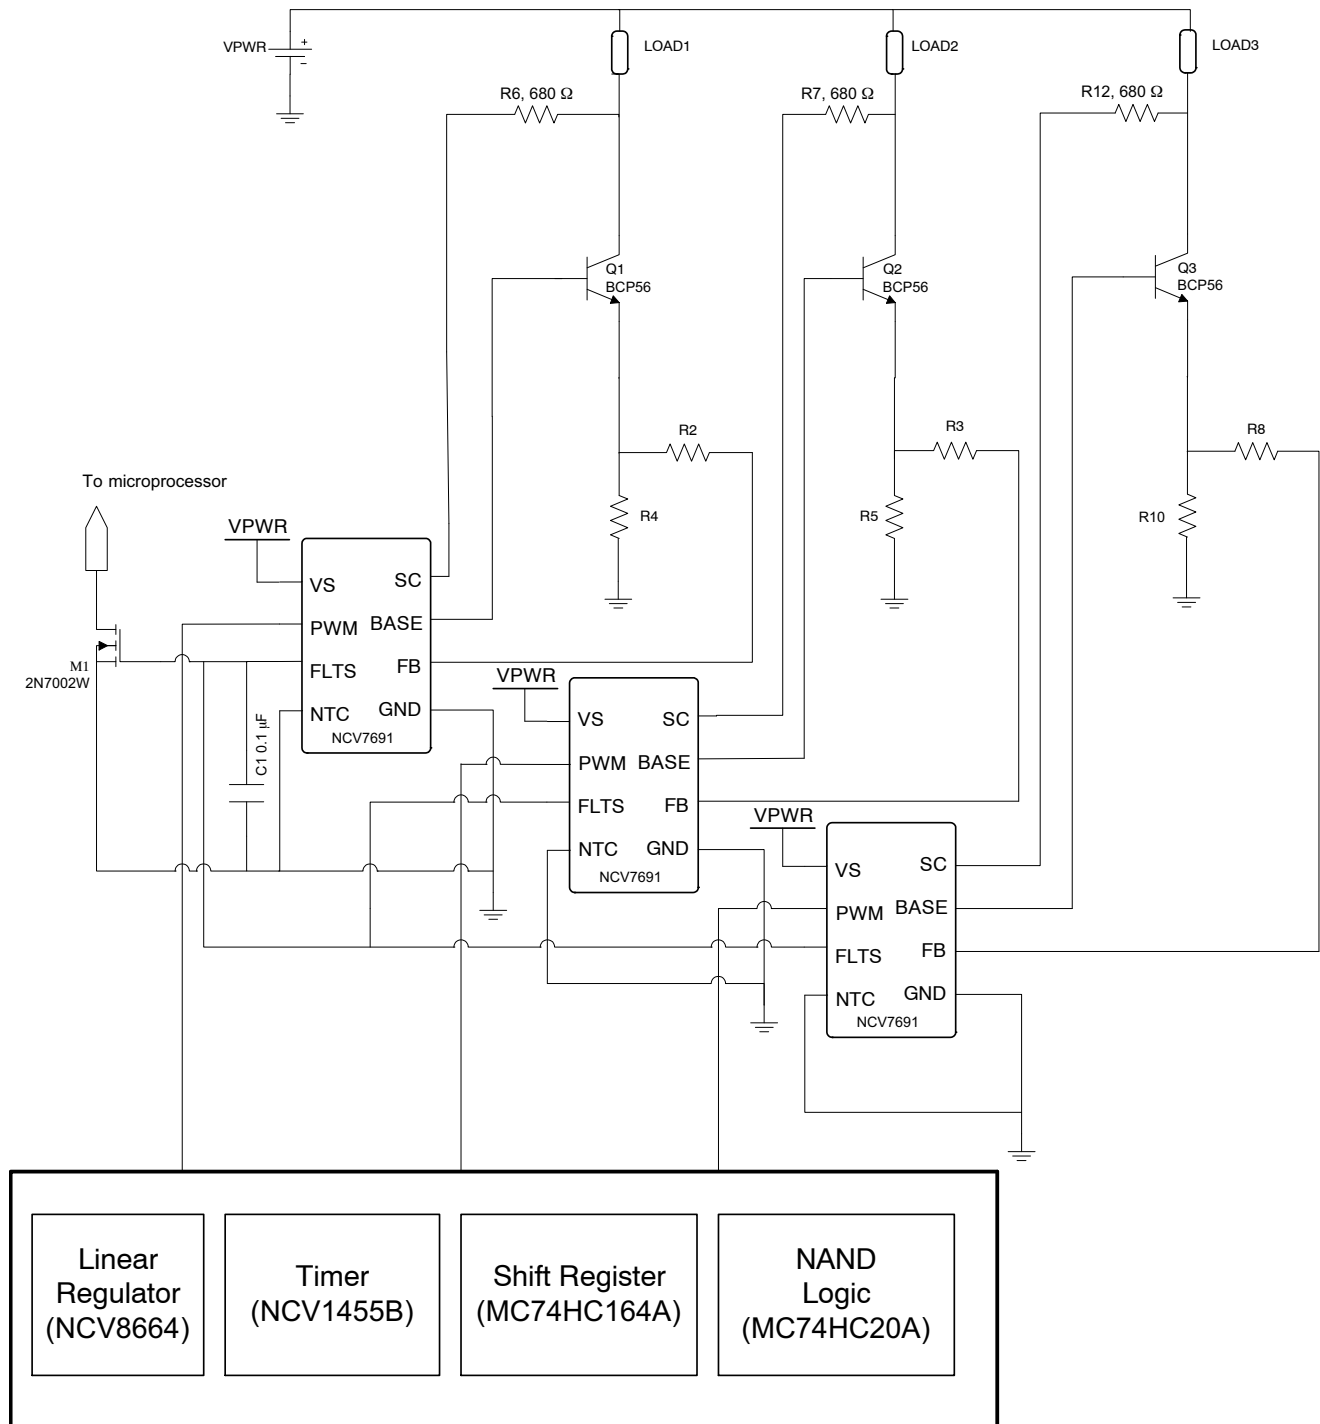 VPWR
+
−
LOAD1
LOAD2
LOAD3
R6, 680 Ω
R7, 680 Ω
R12, 680 Ω
Q1
BCP56
Q2
BCP56
Q3
BCP56
R2
R3
R8
R4
R5
R10
To microprocessor
M1
2N7002W
C1 0.1 µF
VPWR
VS
PWM
FLTS
NTC
SC
BASE
FB
GND
NCV7691
VPWR
VS
PWM
FLTS
NTC
SC
BASE
FB
GND
NCV7691
VPWR
VS
PWM
FLTS
NTC
SC
BASE
FB
GND
NCV7691
Linear
Regulator
(NCV8664)
Timer
(NCV1455B)
Shift Register
(MC74HC164A)
NAND
Logic
(MC74HC20A)